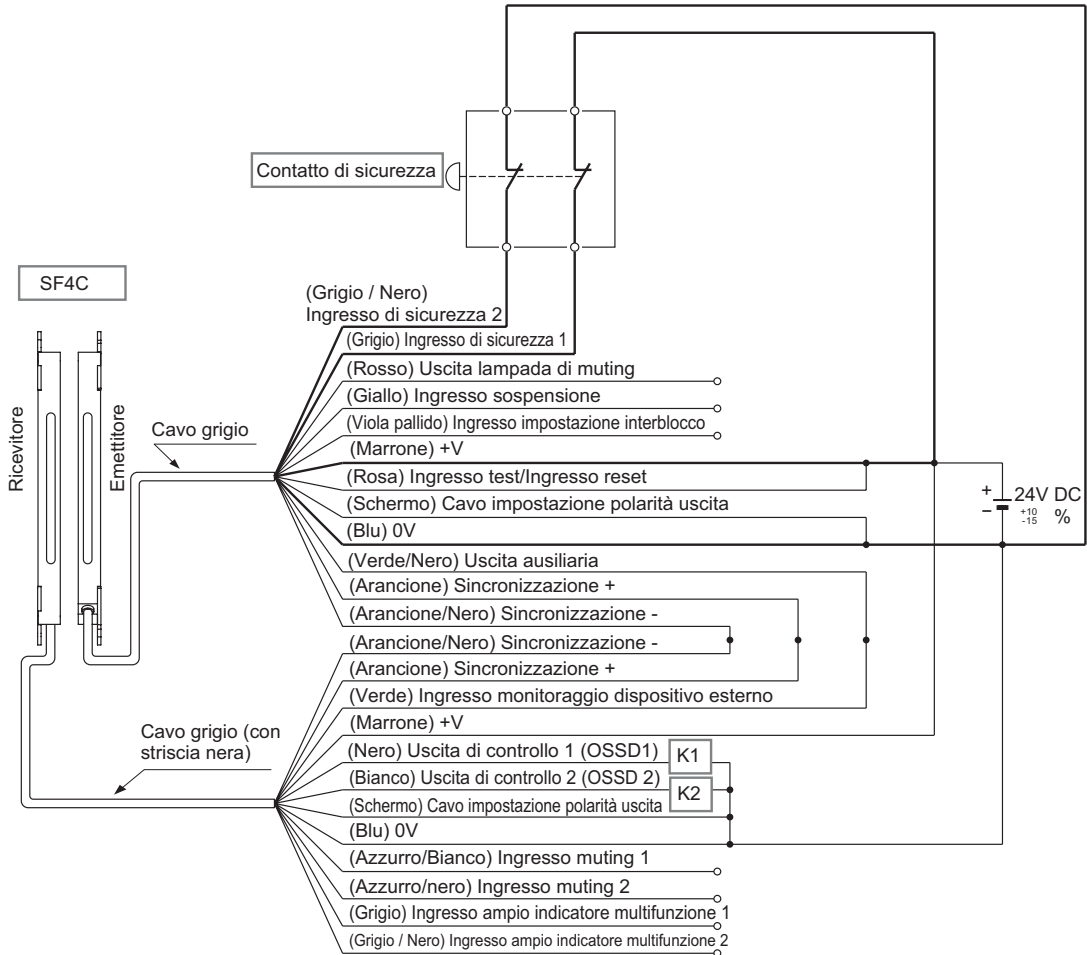 Contatto di sicurezza
SF4C
Ricevitore
Emettitore
Cavo grigio
(Grigio / Nero)
Ingresso di sicurezza 2
(Grigio) Ingresso di sicurezza 1
(Rosso) Uscita lampada di muting
(Giallo) Ingresso sospensione
(Viola pallido) Ingresso impostazione interblocco
(Marrone) +V
(Rosa) Ingresso test/Ingresso reset
(Schermo) Cavo impostazione polarità uscita
(Blu) 0V
+
−
24V DC
+10
-15 %
(Verde/Nero) Uscita ausiliaria
(Arancione) Sincronizzazione +
(Arancione/Nero) Sincronizzazione -
(Arancione/Nero) Sincronizzazione -
(Arancione) Sincronizzazione +
(Verde) Ingresso monitoraggio dispositivo esterno
(Marrone) +V
Cavo grigio (con
striscia nera)
(Nero) Uscita di controllo 1 (OSSD1)
K1
(Bianco) Uscita di controllo 2 (OSSD 2)
K2
(Schermo) Cavo impostazione polarità uscita
(Blu) 0V
(Azzurro/Bianco) Ingresso muting 1
(Azzurro/nero) Ingresso muting 2
(Grigio) Ingresso ampio indicatore multifunzione 1
(Grigio / Nero) Ingresso ampio indicatore multifunzione 2